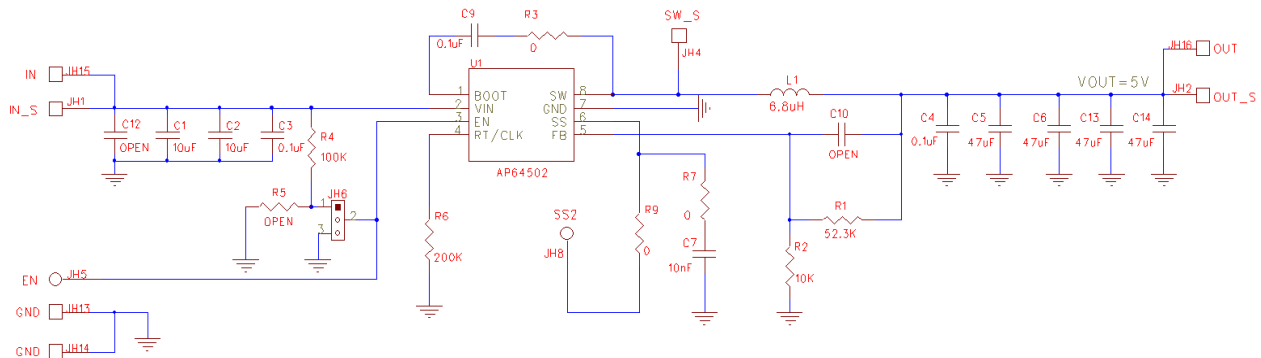 C9
0.1uF
R3
0
SW_S
JH4
IN
JH15
IN_S
JH1
U1
1
BOOT
2
VIN
3
EN
4
RT/CLK
SW
8
GND
7
SS
6
FB
5
AP64502
L1
6.8uH
VOUT=5V
JH16
OUT
JH2
OUT_S
C12
OPEN
C1
10uF
C2
10uF
C3
0.1uF
R4
100K
C10
OPEN
C4
0.1uF
C5
47uF
C6
47uF
C13
47uF
C14
47uF
R5
OPEN
JH6
1
2
3
R6
200K
SS2
JH8
R9
0
R7
0
C7
10nF
R1
52.3K
R2
10K
EN
JH5
GND
JH13
GND
JH14